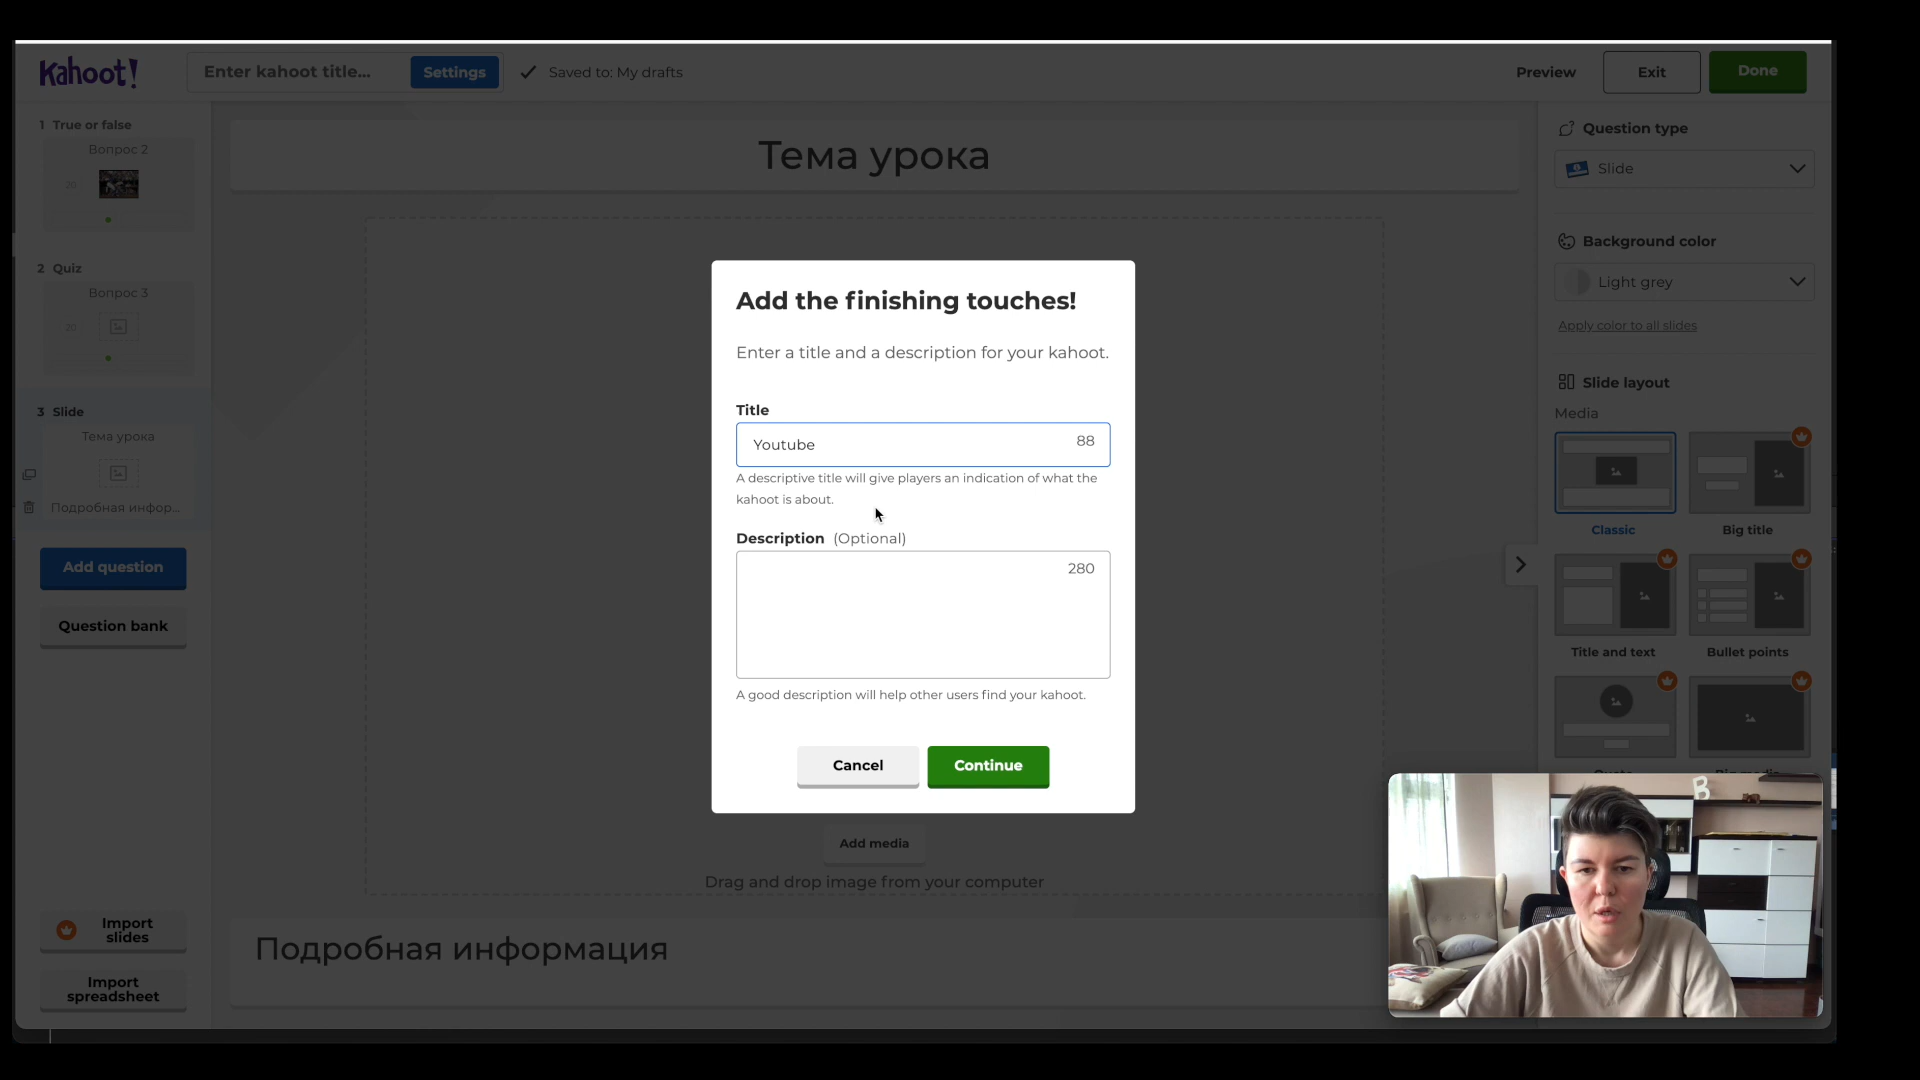 Kahoot!
Enter kahoot title...
Settings
Saved to: My drafts
Preview
Exit
Done
1 True or false
Вопрос 2
20
2 Quiz
Вопрос 3
20
3 Slide
Тема урока
Подробная инфор...
Add question
Question bank
Import
slides
Import
spreadsheet
Тема урока
Add the finishing touches!
Enter a title and a description for your kahoot.
Title
Youtube
88
A descriptive title will give players an indication of what the
kahoot is about.
Description (Optional)
280
A good description will help other users find your kahoot.
Cancel
Continue
Add media
Drag and drop image from your computer
Подробная информация
Question type
Slide
Background color
Light grey
Apply color to all slides
Slide layout
Media
Classic
Big title
Title and text
Bullet points
B